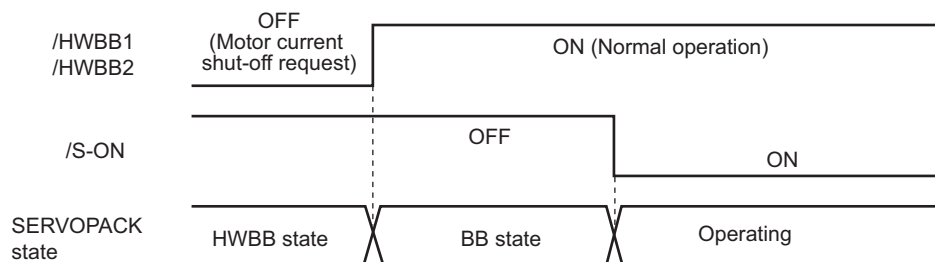 OFF
(Motor current
shut-off request)
/HWBB1
/HWBB2
ON (Normal operation)
/S-ON
OFF
ON
SERVOPACK
state
HWBB state
BB state
Operating